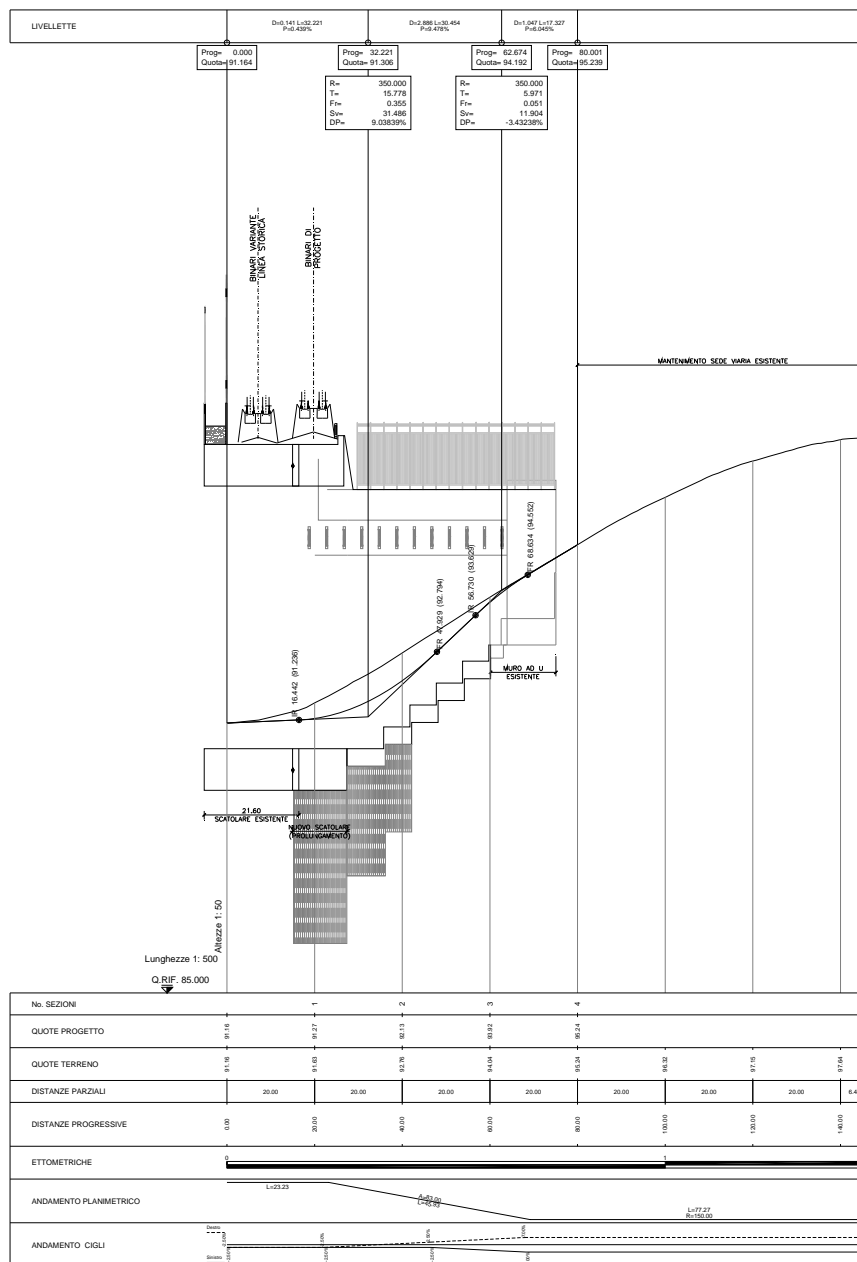 LIVELLETTE
D=0.141 L=32.221
P=0.439%
D=2.886 L=30.454
P=9.478%
D=1.047 L=17.327
P=6.045%
Prog= 0.000
Quota= 91.164
Prog= 32.221
Quota= 91.306
Prog= 62.674
Quota= 94.192
Prog= 80.001
Quota= 95.239
R= 350.000
T= 15.778
Fr= 0.355
Sv= 31.486
DP= 9.03839%
R= 350.000
T= 5.971
Fr= 0.051
Sv= 11.904
DP= -3.43238%
BINARI VARIANTE
LINEA STORICA
BINARI DI
PROGETTO
MANTENIMENTO SEDE VIARIA ESISTENTE
IR 16.442 (91.236)
FR 47.929 (92.794)
IR 56.730 (93.629)
FR 68.634 (94.552)
MURO AD U
ESISTENTE
21.60
SCATOLARE ESISTENTE
NUOVO SCATOLARE
(PROLUNGAMENTO)
Altezze 1: 50
Lunghezze 1: 500
Q.RIF. 85.000
No. SEZIONI 1 2 3 4
QUOTE PROGETTO 91.16 91.27 92.13 93.92 95.24
QUOTE TERRENO 91.16 91.63 92.76 94.04 95.24 96.32 97.15 97.64
DISTANZE PARZIALI 20.00 20.00 20.00 20.00 20.00 20.00 20.00 6.4
DISTANZE PROGRESSIVE 0.00 20.00 40.00 60.00 80.00 100.00 120.00 140.00
ETTOMETRICHE 0 1
ANDAMENTO PLANIMETRICO
L=23.23
A=83.00
L=45.93
L=77.27
R=150.00
ANDAMENTO CIGLI
Destro
Sinistro